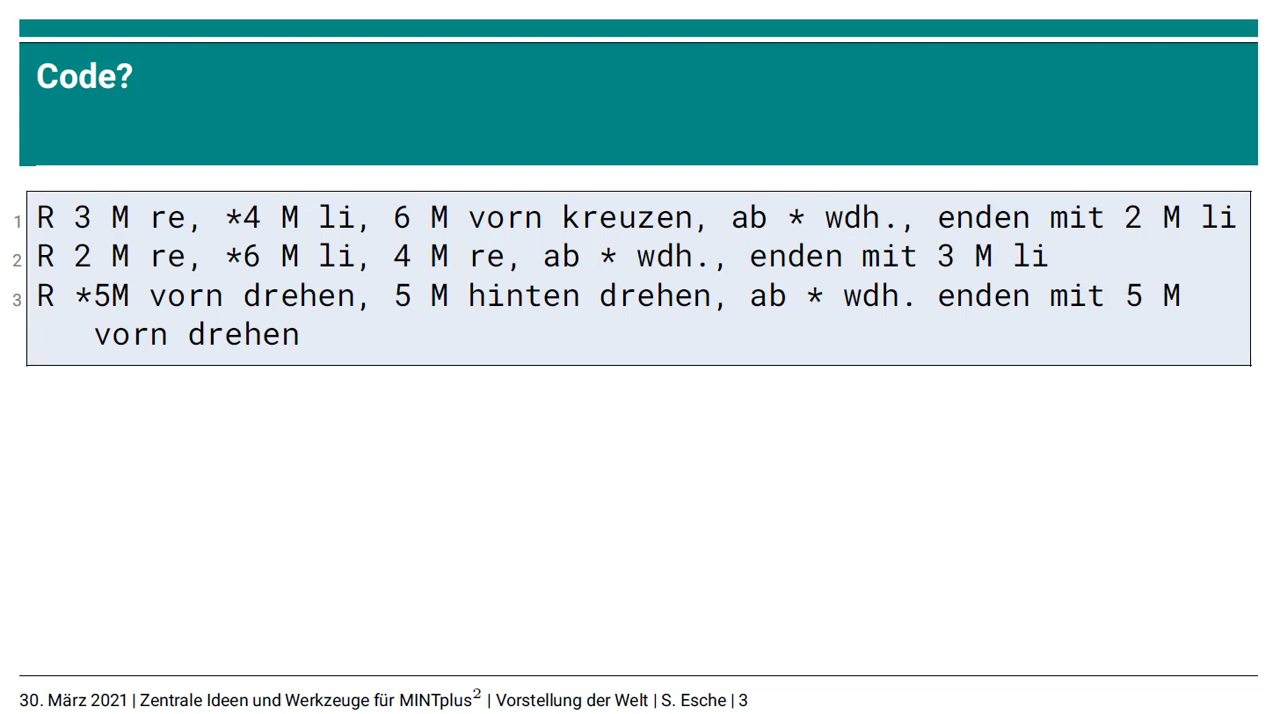 Code?
1 R 3 M re, *4 M li, 6 M vorn kreuzen, ab * wdh., enden mit 2 M li
2 R 2 M re, *6 M li, 4 M re, ab * wdh., enden mit 3 M li
3 R *5M vorn drehen, 5 M hinten drehen, ab * wdh. enden mit 5 M
vorn drehen
30. März 2021 | Zentrale Ideen und Werkzeuge für MINTplus² | Vorstellung der Welt | S. Esche | 3